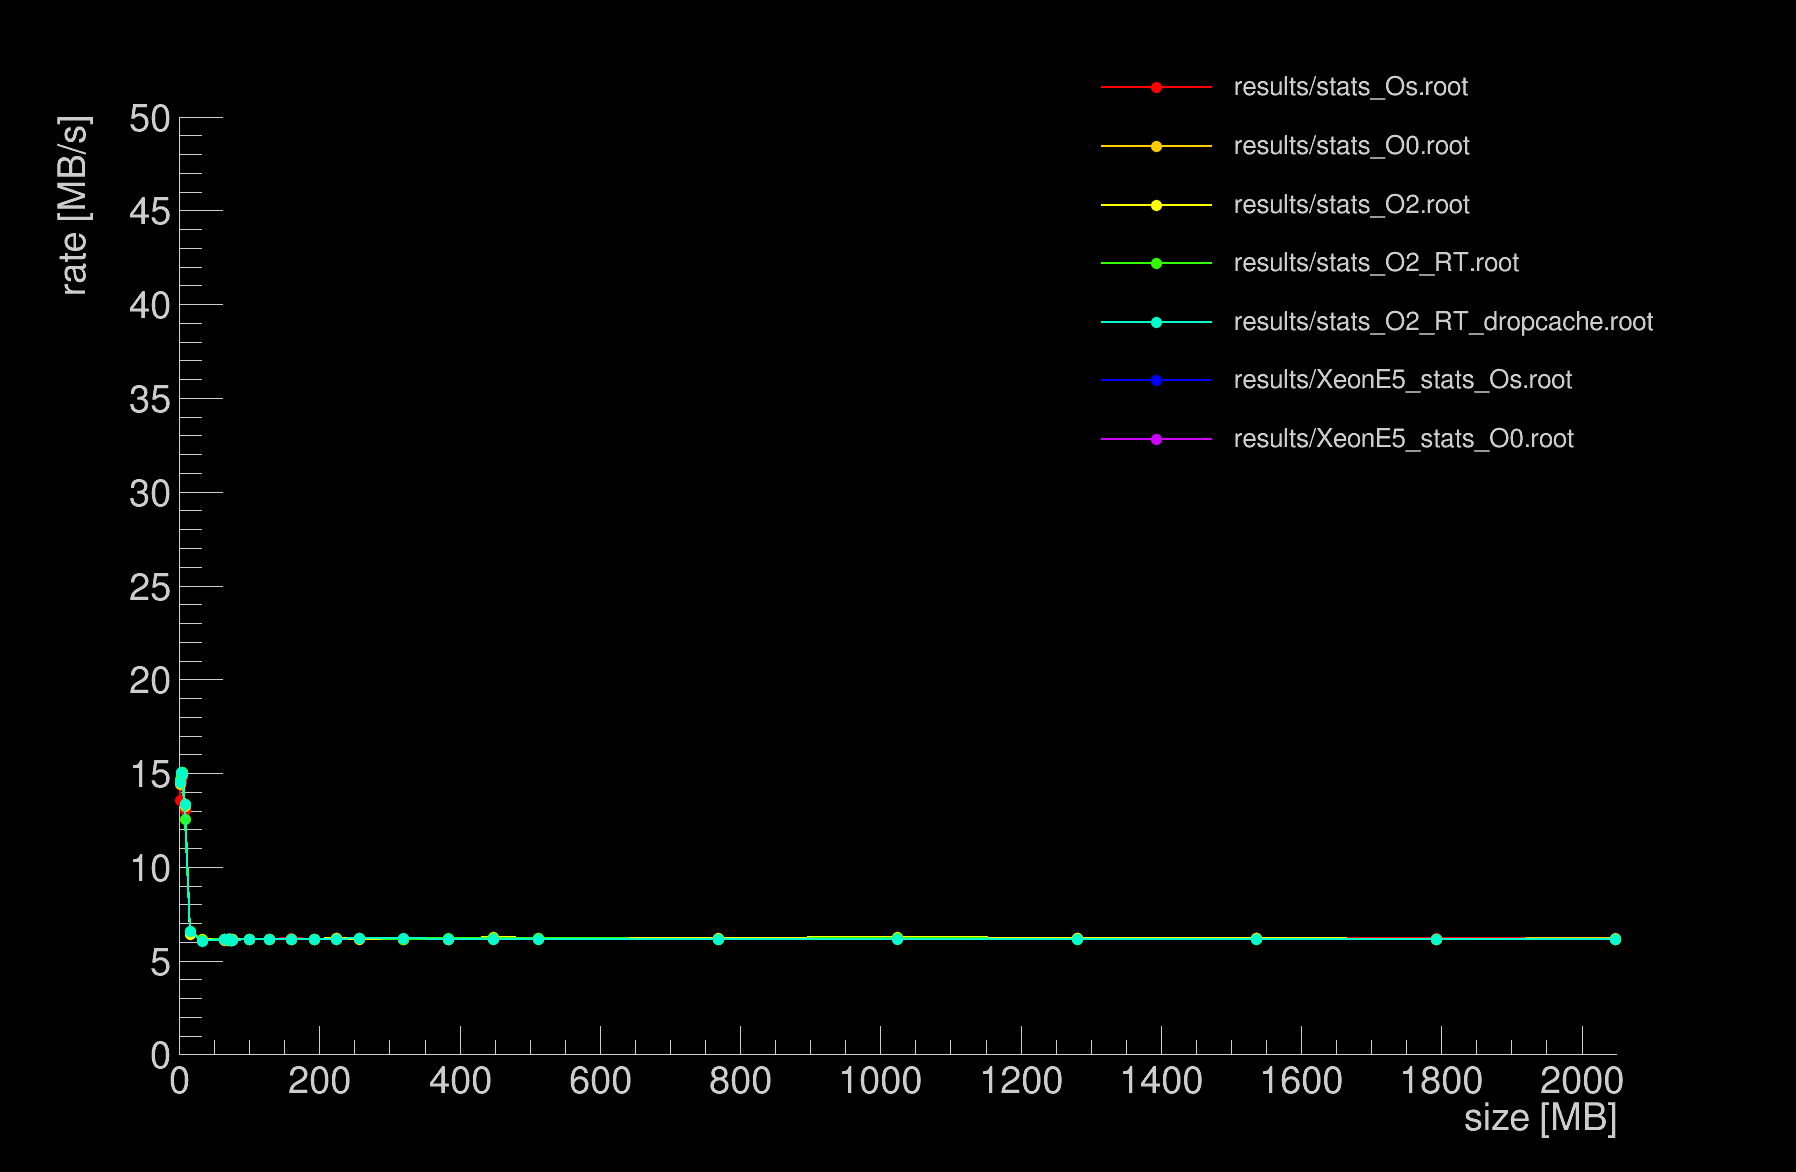 results/stats_Os.root
results/stats_O0.root
results/stats_O2.root
results/stats_O2_RT.root
results/stats_O2_RT_dropcache.root
results/XeonE5_stats_Os.root
results/XeonE5_stats_O0.root
rate [MB/s]
50
45
40
35
30
25
20
15
10
5
0
0 200 400 600 800 1000 1200 1400 1600 1800 2000
size [MB]